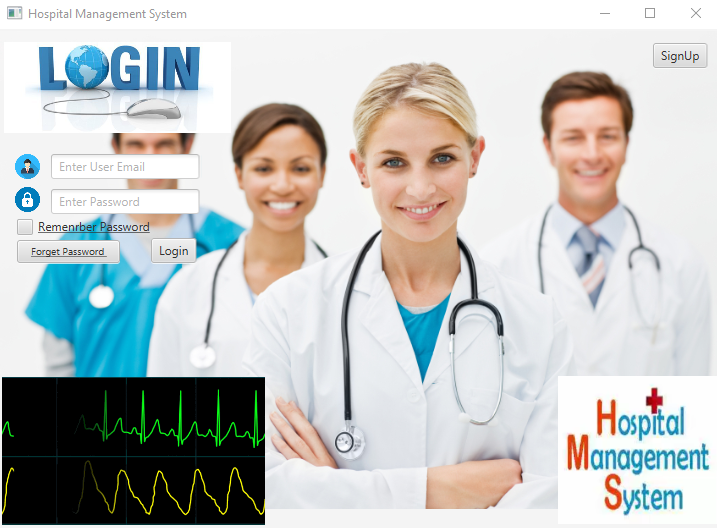 Hospital Management System
LOGIN
SignUp
Enter User Email
Enter Password
Remenrber Password
Forget Password
Login
Hospital
Management
System